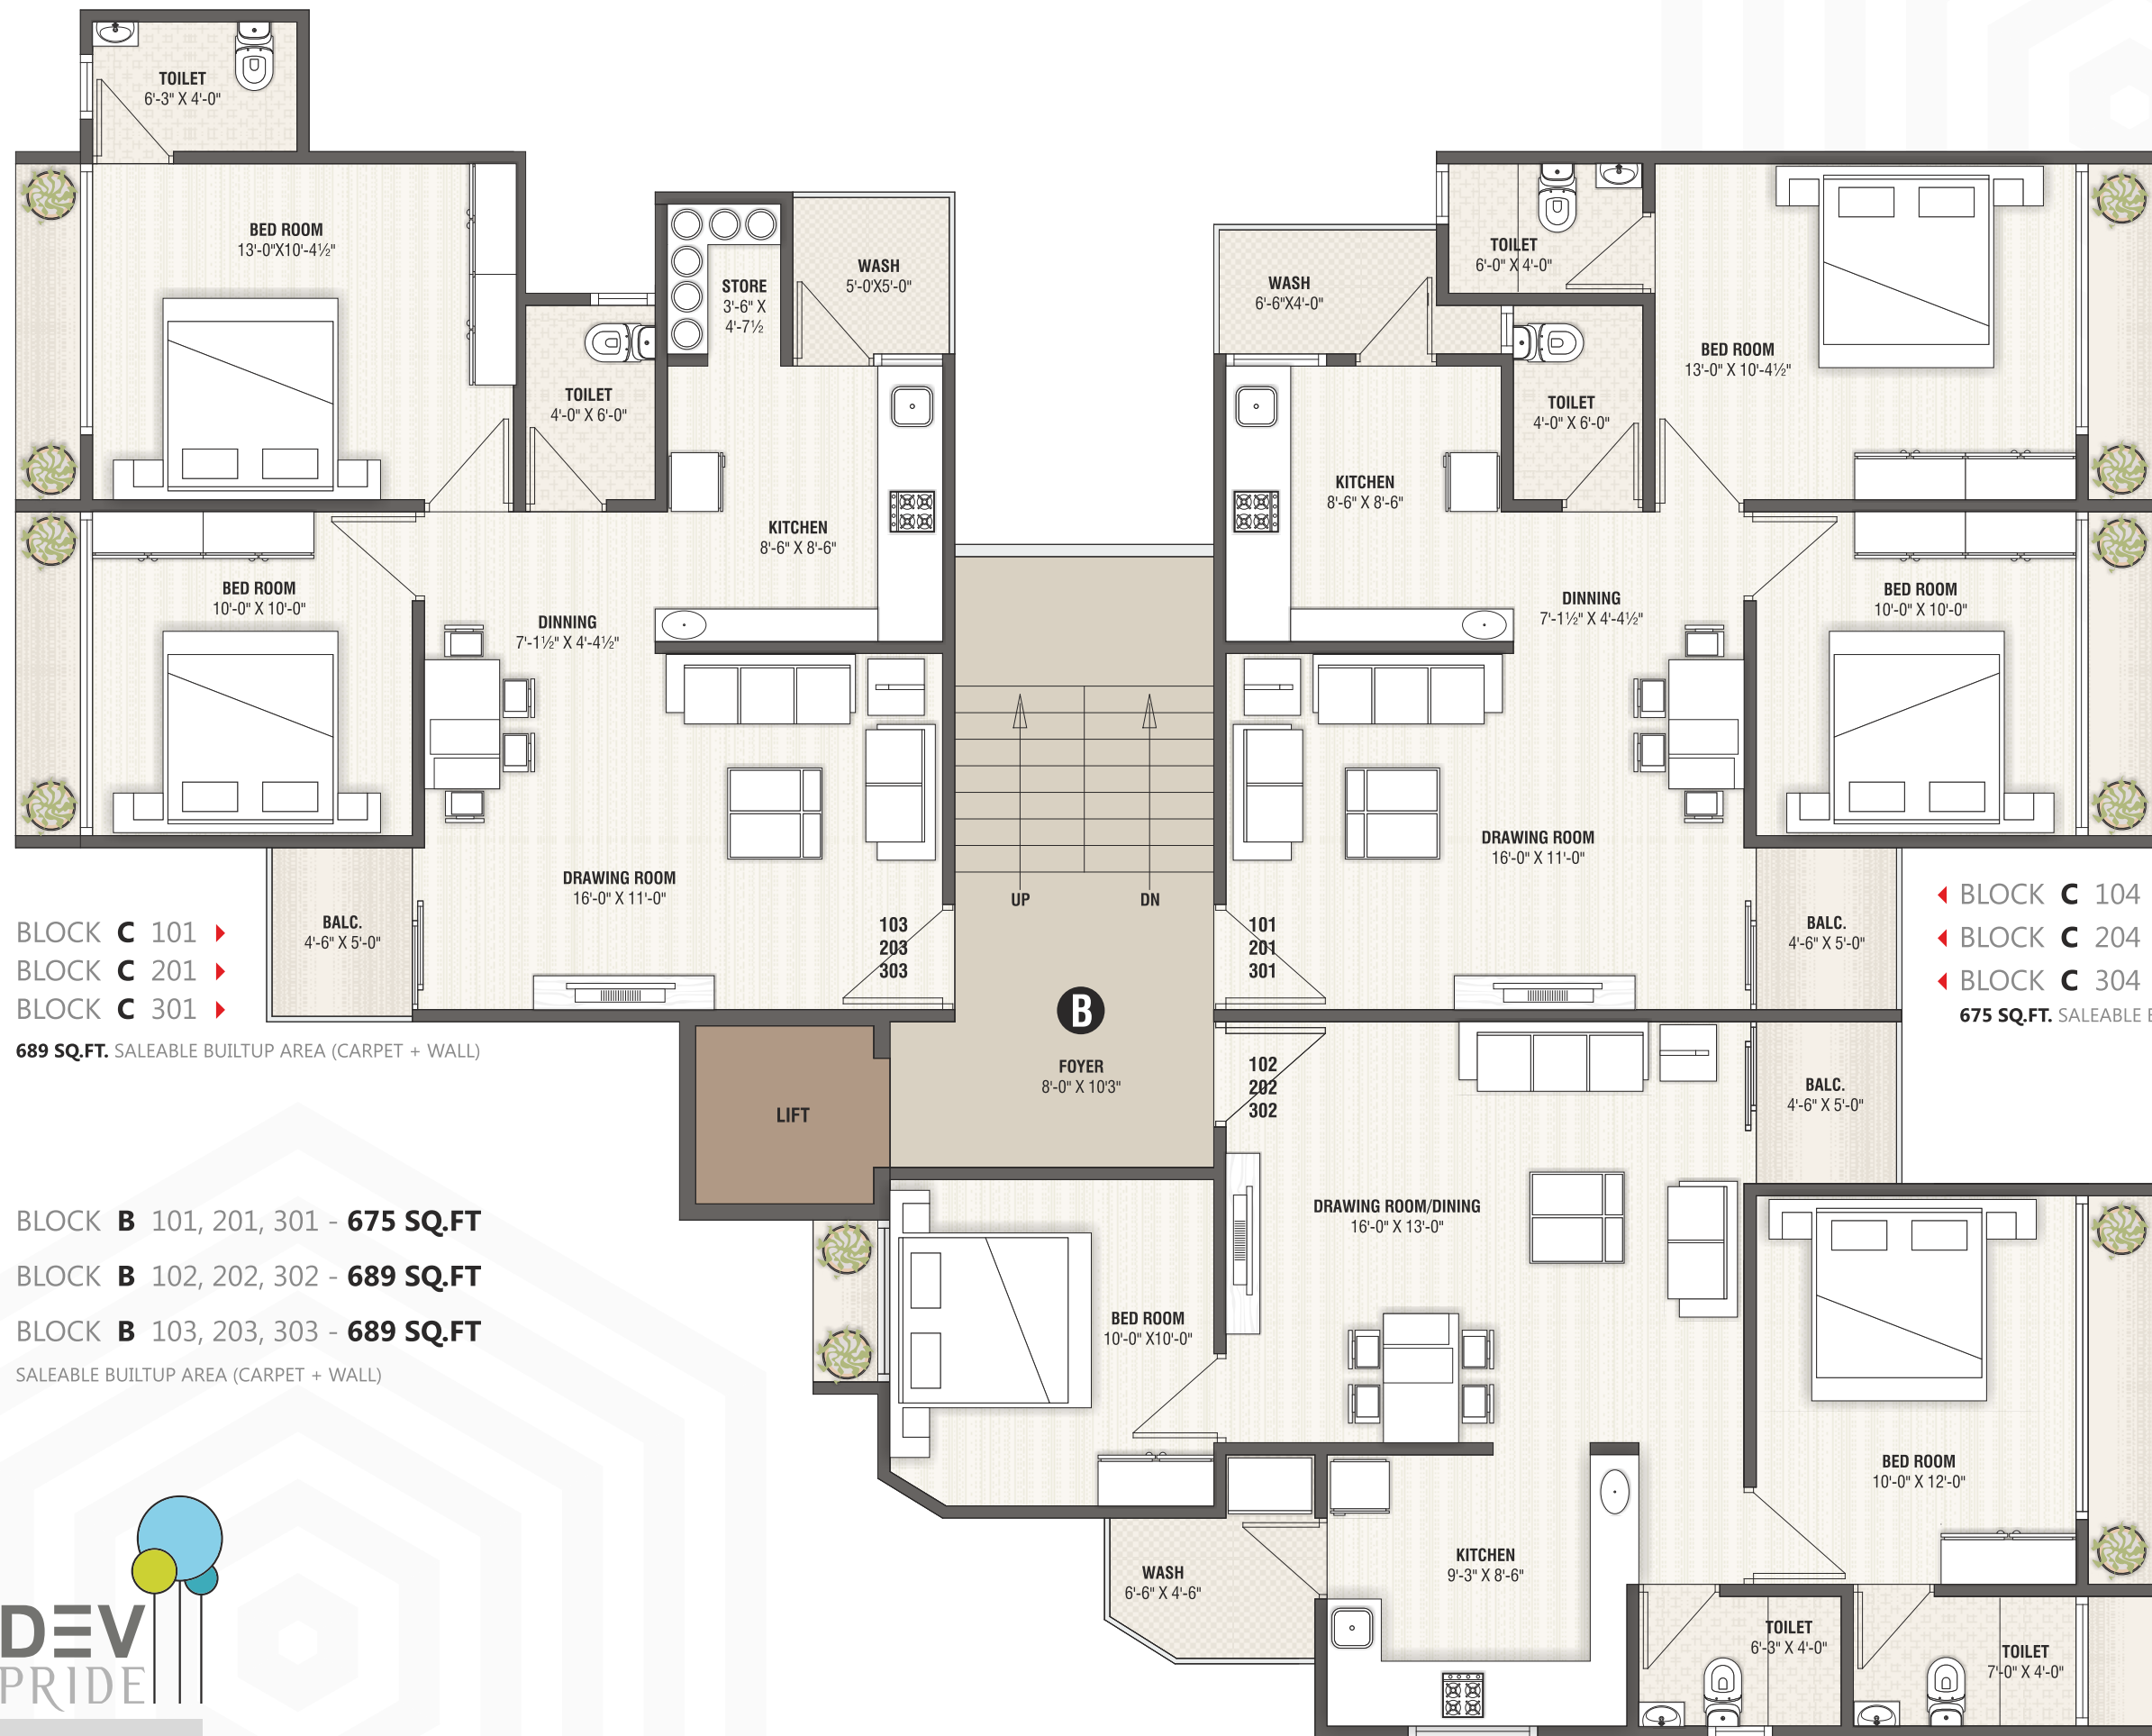 TOILET
6'-3" X 4'-0"
BED ROOM
13'-0"X10'-4½"
STORE
3'-6" X
4'-7½
WASH
5'-0'X5'-0"
TOILET
4'-0" X 6'-0"
KITCHEN
8'-6" X 8'-6"
BED ROOM
10'-0" X 10'-0"
DINNING
7'-1½" X 4'-4½"
DRAWING ROOM
16'-0" X 11'-0"
BALC.
4'-6" X 5'-0"
103
203
303
TOILET
6'-0" X 4'-0"
WASH
6'-6"X4'-0"
BED ROOM
13'-0" X 10'-4½"
TOILET
4'-0" X 6'-0"
KITCHEN
8'-6" X 8'-6"
DINNING
7'-1½" X 4'-4½"
BED ROOM
10'-0" X 10'-0"
DRAWING ROOM
16'-0" X 11'-0"
BALC.
4'-6" X 5'-0"
UP
DN
101
201
301
B
FOYER
8'-0" X 10'3"
LIFT
102
202
302
BALC.
4'-6" X 5'-0"
DRAWING ROOM/DINING
16'-0" X 13'-0"
BED ROOM
10'-0" X10'-0"
BED ROOM
10'-0" X 12'-0"
WASH
6'-6" X 4'-6"
KITCHEN
9'-3" X 8'-6"
TOILET
6'-3" X 4'-0"
TOILET
7'-0" X 4'-0"
BLOCK C 101
BLOCK C 201
BLOCK C 301
689 SQ.FT. SALEABLE BUILTUP AREA (CARPET + WALL)
BLOCK C 104
BLOCK C 204
BLOCK C 304
675 SQ.FT. SALEABLE
BLOCK B 101, 201, 301 - 675 SQ.FT
BLOCK B 102, 202, 302 - 689 SQ.FT
BLOCK B 103, 203, 303 - 689 SQ.FT
SALEABLE BUILTUP AREA (CARPET + WALL)
DEV
PRIDE